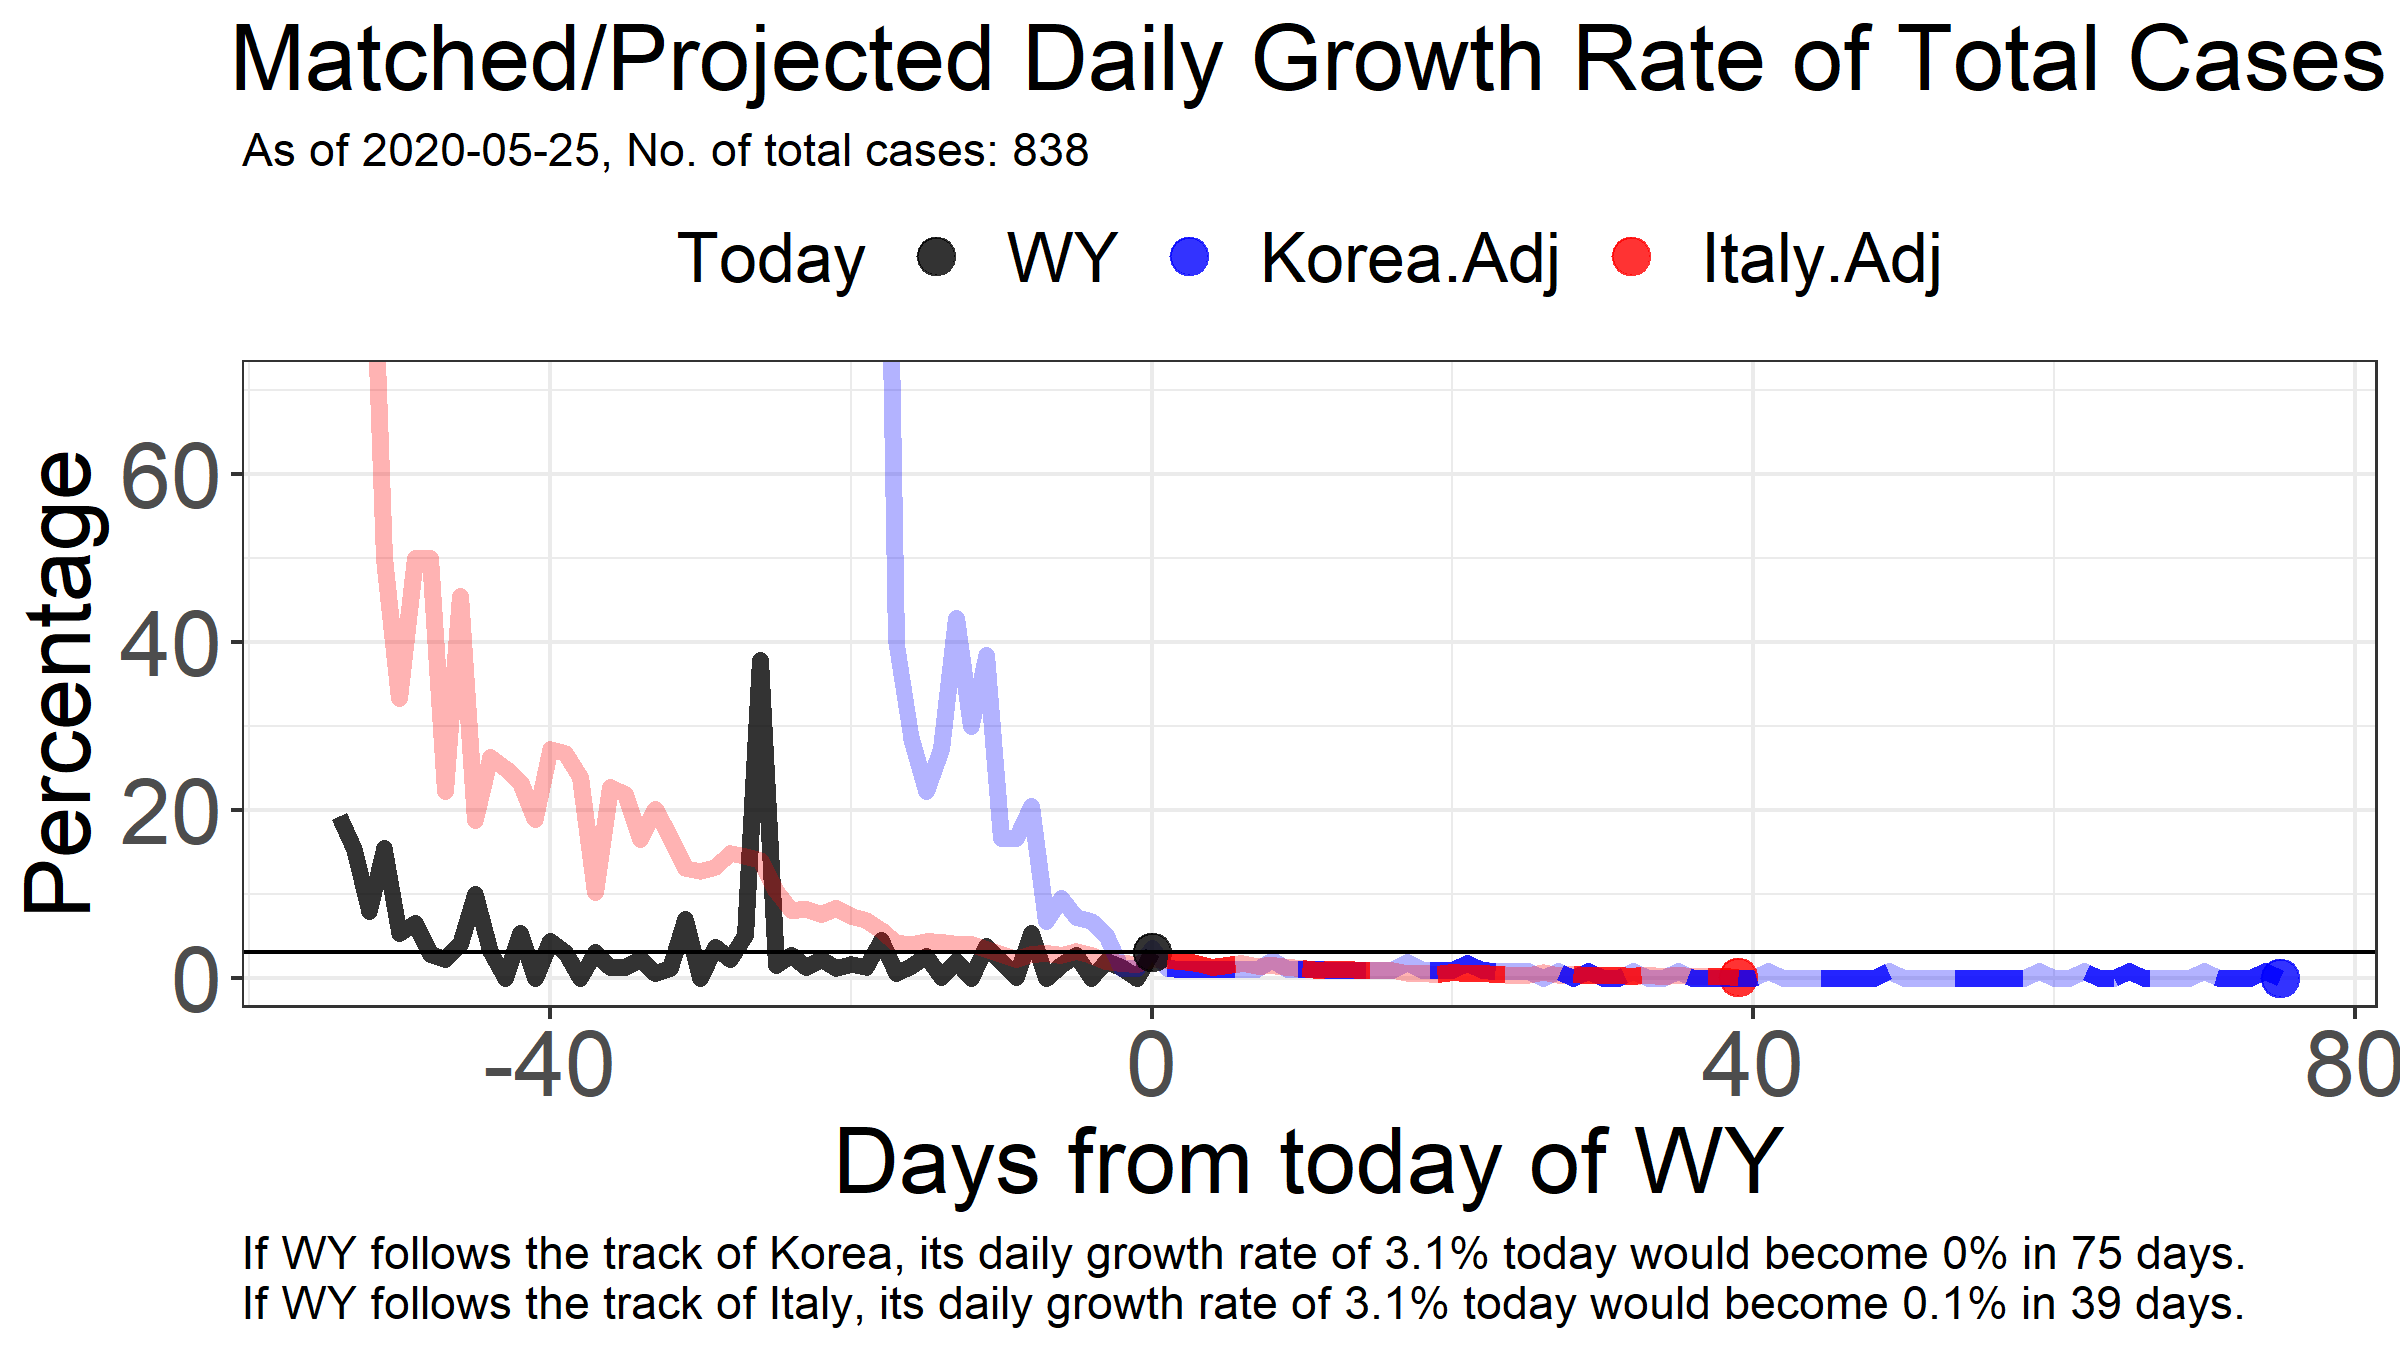 Matched/Projected Daily Growth Rate of Total Cases
As of 2020-05-25, No. of total cases: 838
Today WY Korea.Adj Italy.Adj
Percentage
60
40
20
0
-40 0 40 80
Days from today of WY
If WY follows the track of Korea, its daily growth rate of 3.1% today would become 0% in 75 days.
If WY follows the track of Italy, its daily growth rate of 3.1% today would become 0.1% in 39 days.